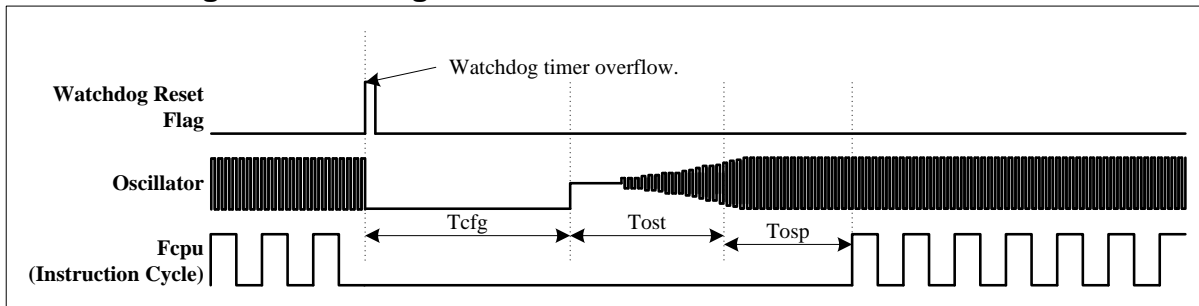 Watchdog timer overflow.
Watchdog Reset
Flag
Oscillator
Tcfg
Tost
Tosp
Fcpu
(Instruction Cycle)